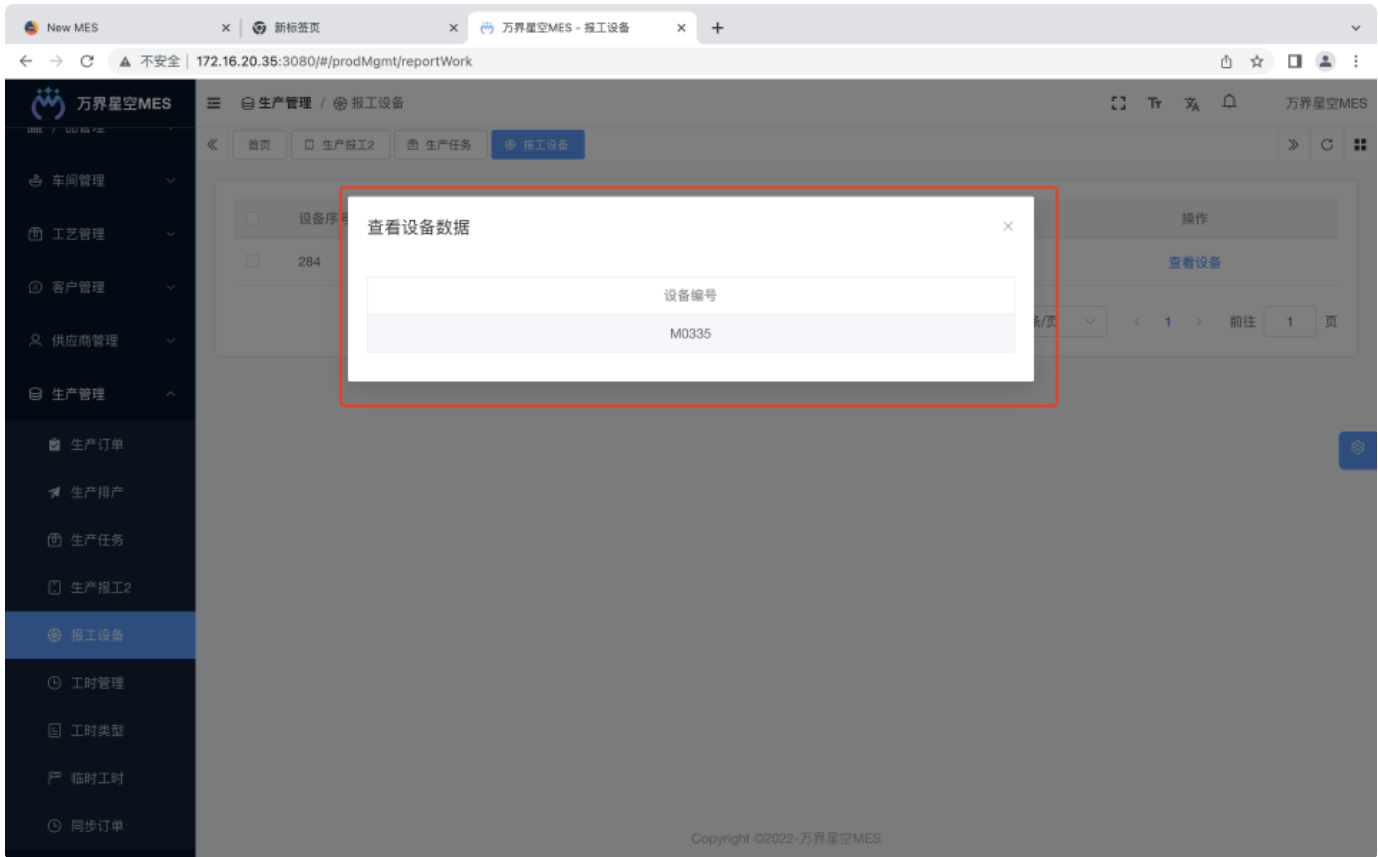 New MES
新标签页
万界星空MES - 报工设备
不安全
172.16.20.35:3080/#/prodMgmt/reportWork
万界星空MES
生产管理 / 报工设备
万界星空MES
首页
生产报工2
生产任务
报工设备
车间管理
工艺管理
客户管理
供应商管理
生产管理
生产订单
生产排产
生产任务
生产报工2
报工设备
工时管理
工时类型
临时工时
同步订单
设备序号
操作
284
查看设备
条/页
1
前往 1 页
查看设备数据
设备编号
M0335
Copyright ©2022-万界星空MES